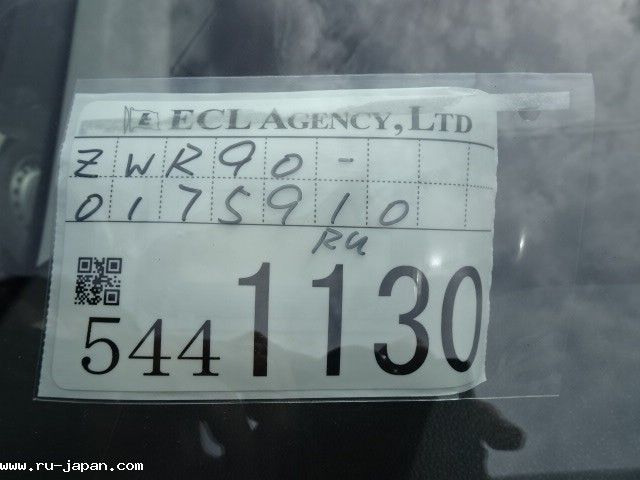 ECL AGENCY, LTD
ZWR90-
0175910
RU
5441130
www.ru-japan.com